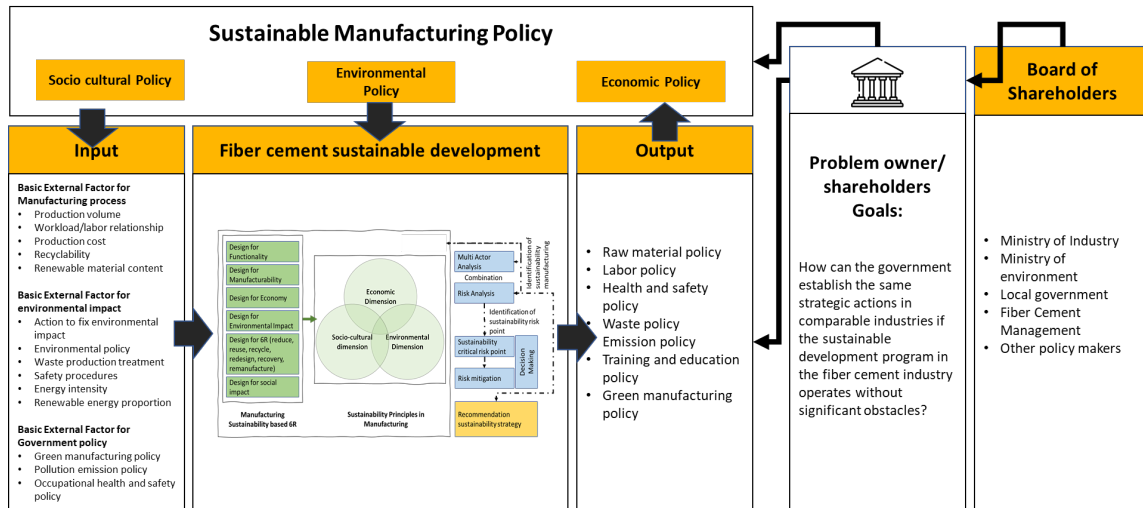 Sustainable Manufacturing Policy
Socio cultural Policy
Environmental
Policy
Economic Policy
Board of
Shareholders
Input
Basic External Factor for
Manufacturing process
• Production volume
• Workload/labor relationship
• Production cost
• Recyclability
• Renewable material content
Basic External Factor for
environmental impact
• Action to fix environmental
impact
• Environmental policy
• Waste production treatment
• Safety procedures
• Energy intensity
• Renewable energy proportion
Basic External Factor for
Government policy
• Green manufacturing policy
• Pollution emission policy
• Occupational health and safety
policy
Fiber cement sustainable development
Design for
Functionality
Design for
Manufacturability
Design for Economy
Design for Environmental Impact
Design for 6R (reduce,
reuse, recycle,
redesign, recovery,
remanufacture)
Design for social
impact
Manufacturing
Sustainability based 6R
Economic
Dimension
Socio-cultural
dimension
Environmental
Dimension
Sustainability Principles in
Manufacturing
Multi Actor
Analysis
Combination
Risk Analysis
Identification of
sustainability
manufacturing
Identification of
sustainability risk
point
Sustainability
critical risk point
Decision
Making
Risk mitigation
Recommendation
sustainability strategy
Output
• Raw material policy
• Labor policy
• Health and safety
policy
• Waste policy
• Emission policy
• Training and education
policy
• Green manufacturing
policy
Problem owner/
shareholders
Goals:
How can the government
establish the same
strategic actions in
comparable industries if
the sustainable
development program in
the fiber cement industry
operates without
significant obstacles?
• Ministry of Industry
• Ministry of
environment
• Local government
• Fiber Cement
Management
• Other policy makers